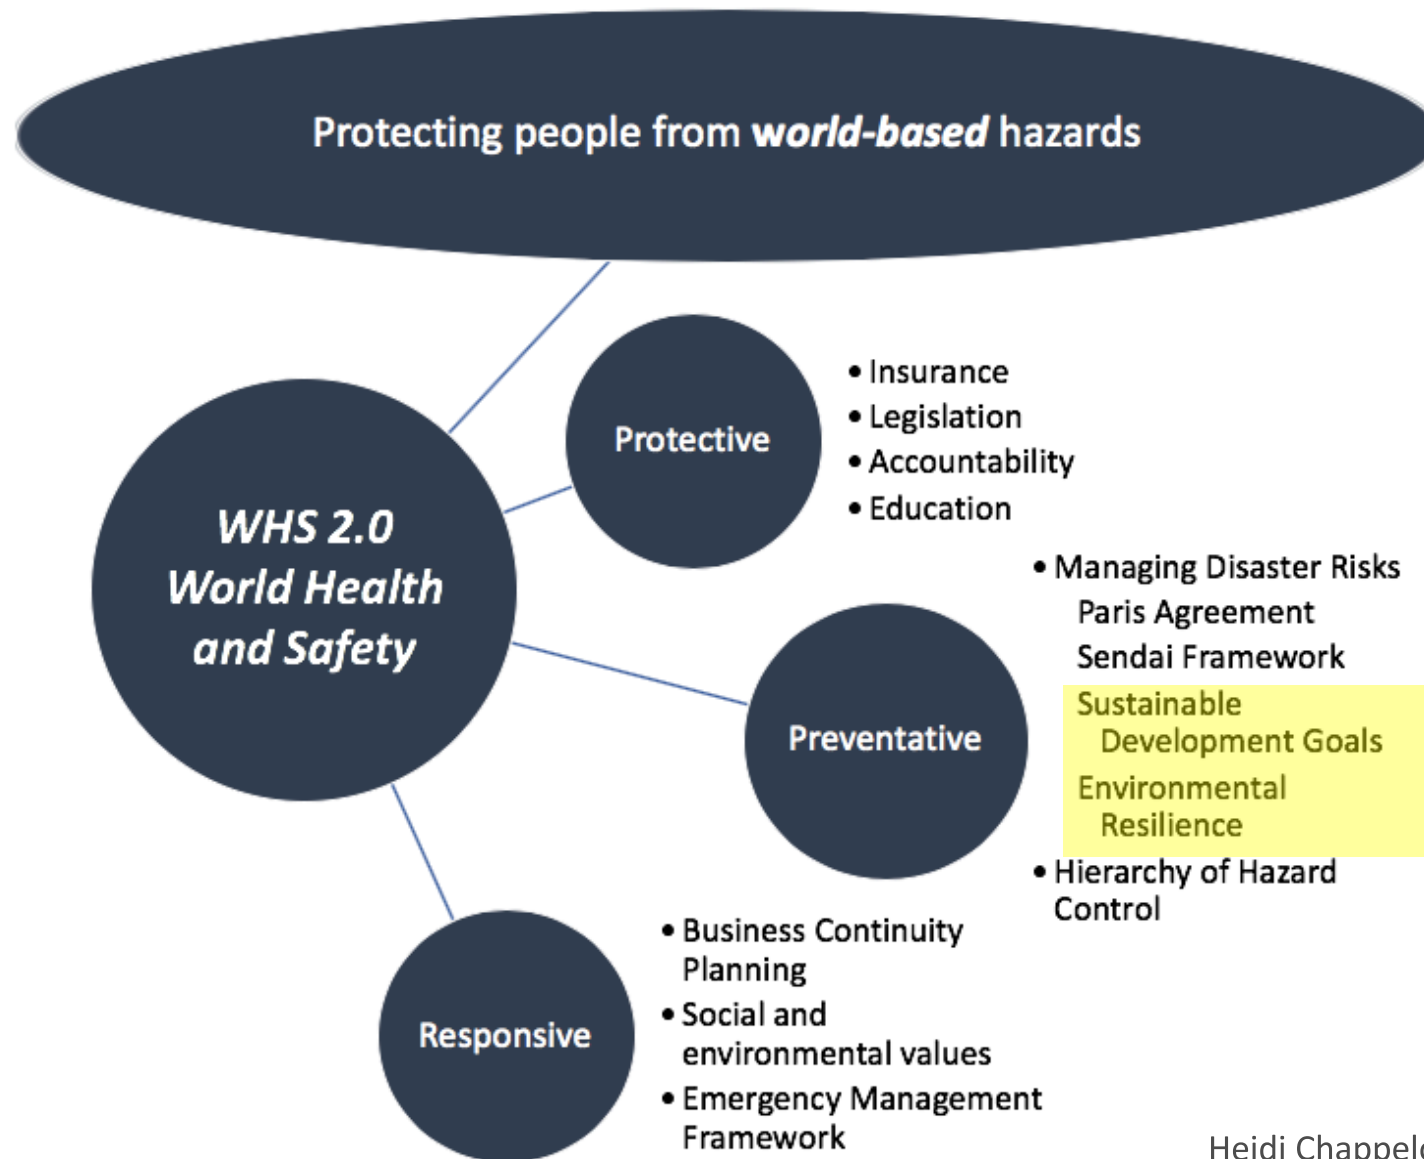 Protecting people from world-based hazards
WHS 2.0
World Health
and Safety
Protective
• Insurance
• Legislation
• Accountability
• Education
Preventative
• Managing Disaster Risks
Paris Agreement
Sendai Framework
Sustainable
Development Goals
Environmental
Resilience
• Hierarchy of Hazard
Control
Responsive
• Business Continuity
Planning
• Social and
environmental values
• Emergency Management
Framework
Heidi